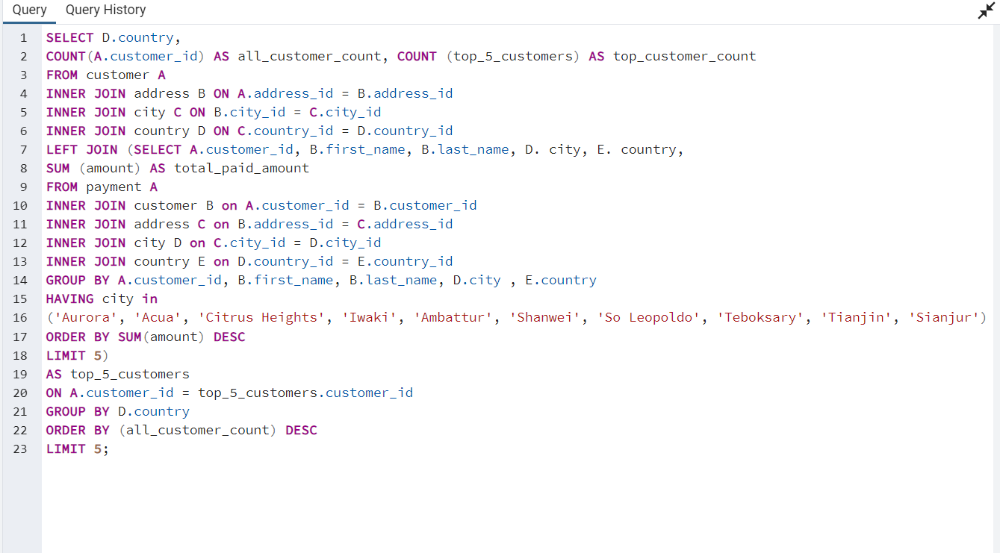 Query Query History
1 SELECT D.country,
2 COUNT(A.customer_id) AS all_customer_count, COUNT (top_5_customers) AS top_customer_count
3 FROM customer A
4 INNER JOIN address B ON A.address_id = B.address_id
5 INNER JOIN city C ON B.city_id = C.city_id
6 INNER JOIN country D ON C.country_id = D.country_id
7 LEFT JOIN (SELECT A.customer_id, B.first_name, B.last_name, D. city, E. country,
8 SUM (amount) AS total_paid_amount
9 FROM payment A
10 INNER JOIN customer B on A.customer_id = B.customer_id
11 INNER JOIN address C on B.address_id = C.address_id
12 INNER JOIN city D on C.city_id = D.city_id
13 INNER JOIN country E on D.country_id = E.country_id
14 GROUP BY A.customer_id, B.first_name, B.last_name, D.city , E.country
15 HAVING city in
16 ('Aurora', 'Acua', 'Citrus Heights', 'Iwaki', 'Ambattur', 'Shanwei', 'So Leopoldo', 'Teboksary', 'Tianjin', 'Sianjur')
17 ORDER BY SUM(amount) DESC
18 LIMIT 5)
19 AS top_5_customers
20 ON A.customer_id = top_5_customers.customer_id
21 GROUP BY D.country
22 ORDER BY (all_customer_count) DESC
23 LIMIT 5;